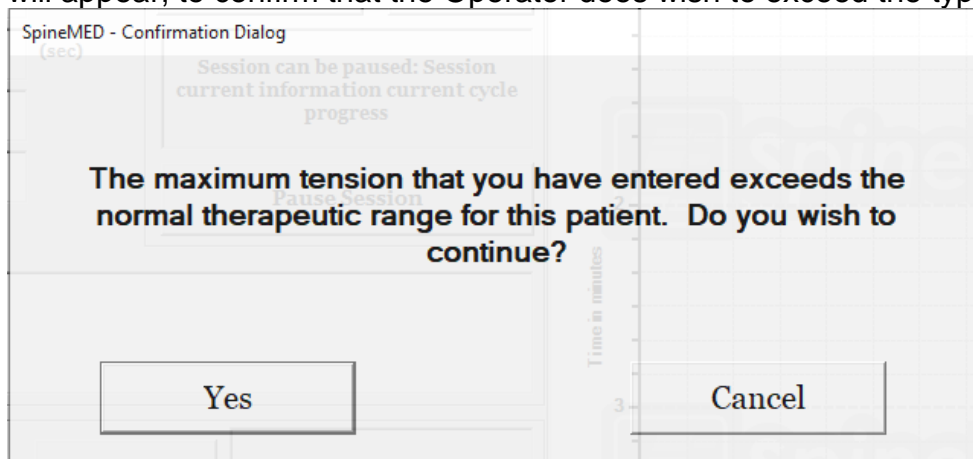 will appear, to confirm that the Operator does wish to exceed the typ
SpineMED - Confirmation Dialog
(sec)
Session can be paused: Session
current information current cycle
progress
The maximum tension that you have entered exceeds the
Pause Session
normal therapeutic range for this patient.  Do you wish to
2
continue?
Time in minutes
Yes
Cancel
3
Spine